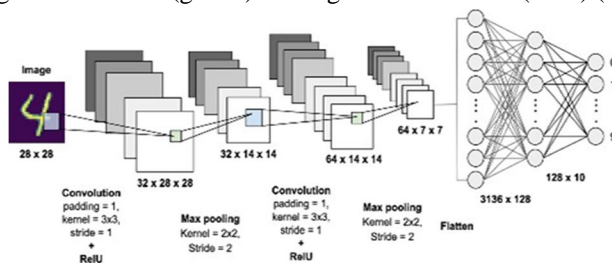 Image
28 x 28
32 x 28 x 28
32 x 14 x 14
64 x 14 x 14
64 x 7 x 7
3136 x 128
128 x 10
Convolution
padding = 1,
kernel = 3x3,
stride = 1
+
RelU
Max pooling
Kernel = 2x2,
Stride = 2
Convolution
padding = 1,
kernel = 3x3,
stride = 1
+
RelU
Max pooling
Kernel = 2x2,
Stride = 2
Flatten